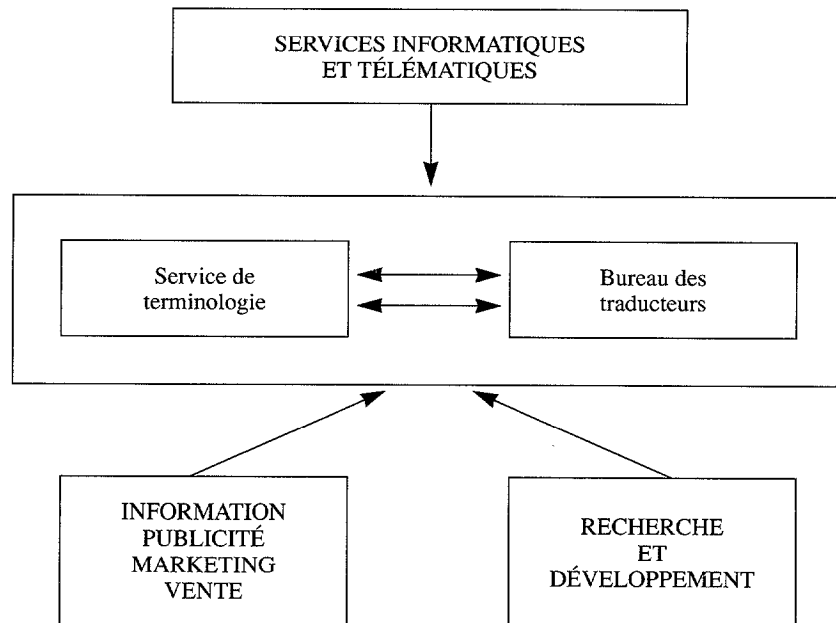 SERVICES INFORMATIQUES
ET TÉLÉMATIQUES
Service de
terminologie
Bureau des
traducteurs
INFORMATION
PUBLICITÉ
MARKETING
VENTE
RECHERCHE
ET
DÉVELOPPEMENT